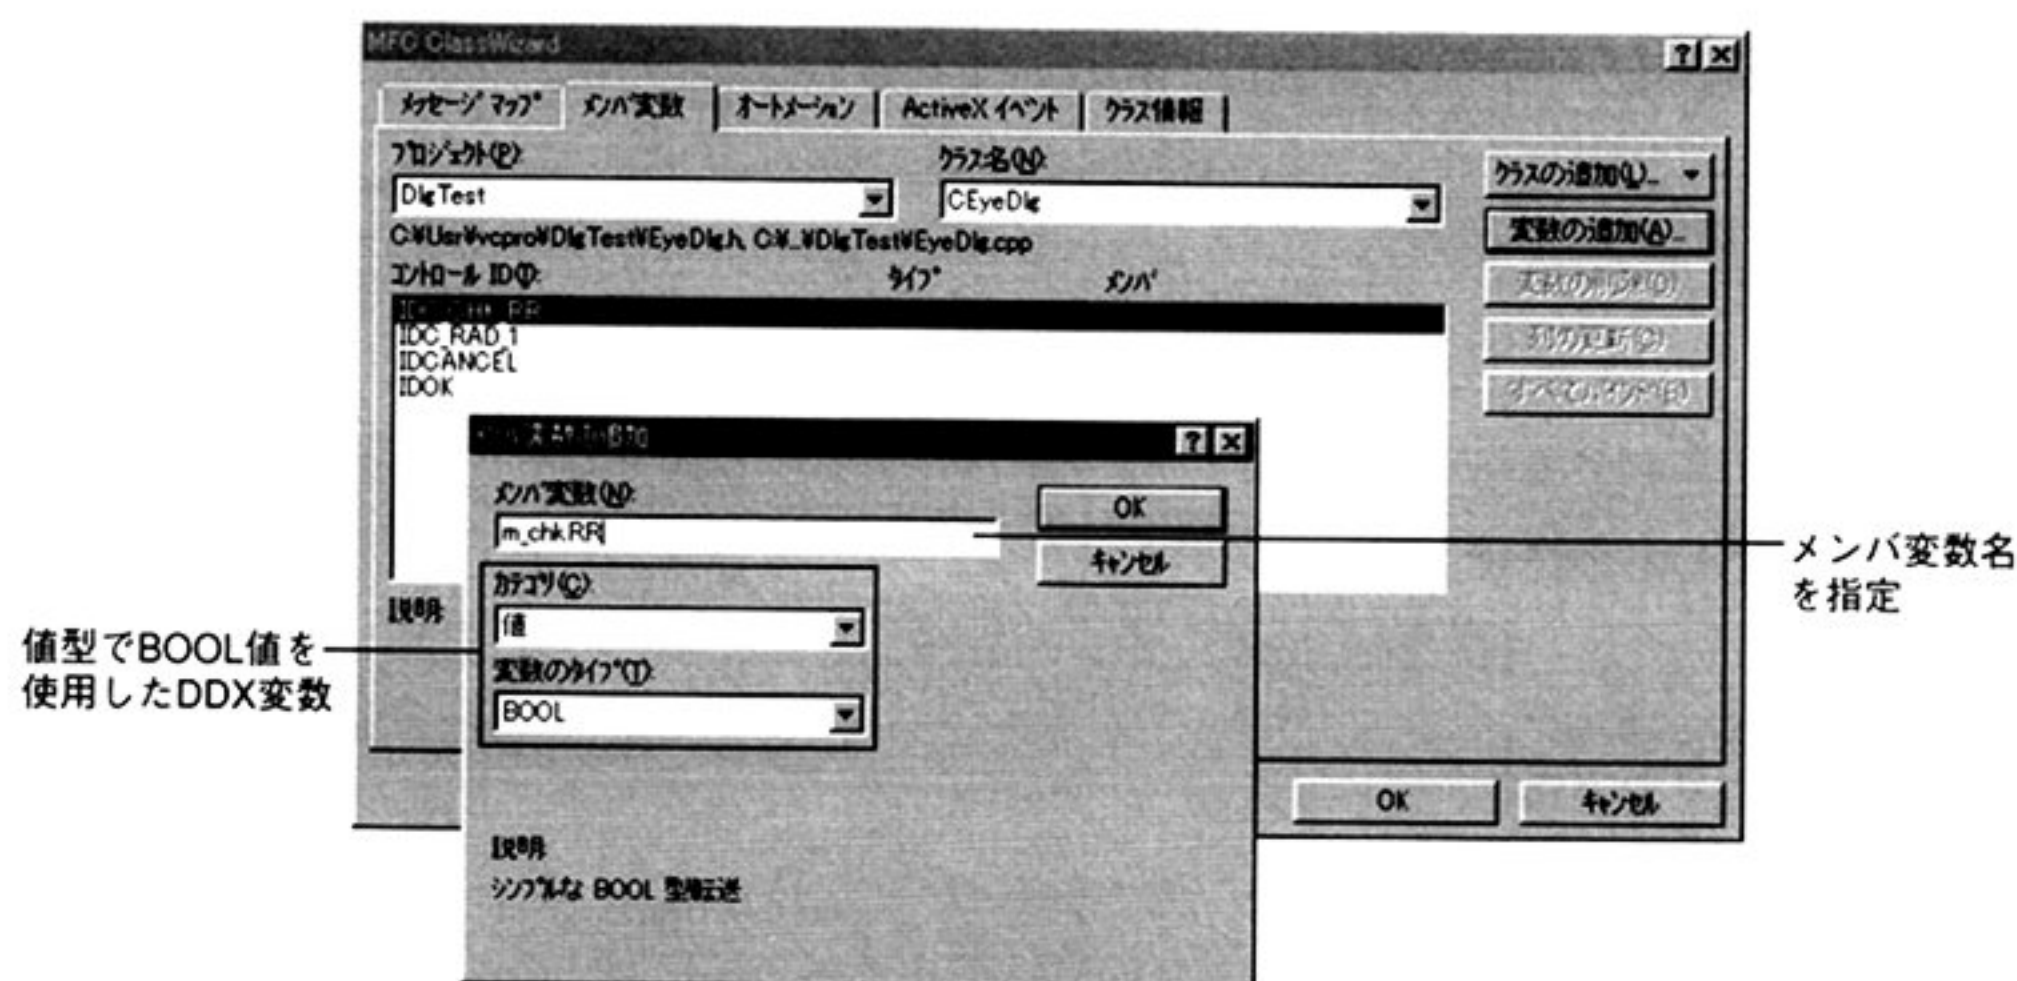 MFC ClassWizard
メッセージ マップ メンバ変数 オートメーション ActiveX イベント クラス情報
プロジェクト(P):
クラス名(N):
クラスの追加(L)...
DlgTest
CEyeDlg
変数の追加(A)...
C:¥Usr¥vcpro¥DlgTest¥EyeDlg.h, C:¥...¥DlgTest¥EyeDlg.cpp
コントロール ID(I): タイプ メンバ
IDC_CHK_RR
IDC_RAD_1
IDCANCEL
IDOK
メンバ変数(N):
m_chkRR
OK
キャンセル
メンバ変数名
を指定
カテゴリ(C):
値
説明:
変数のタイプ(T):
BOOL
値型でBOOL値を
使用したDDX変数
OK
キャンセル
説明:
シンプルな BOOL 型転送